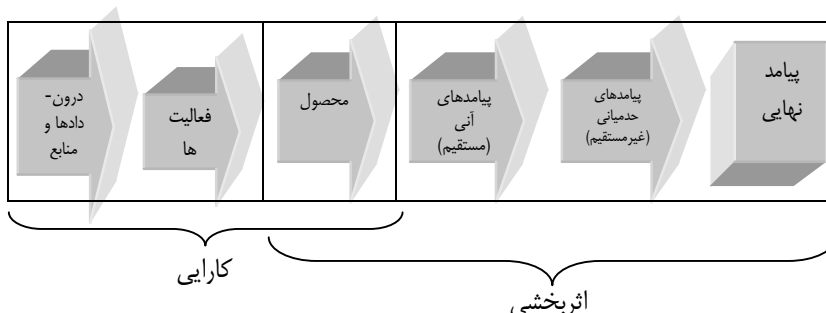 درون-
دادها و
منابع
فعالیت
ها
محصول
پیامدهای
آنی
(مستقیم)
پیامدهای
حدمیانی
(غیرمستقیم)
پیامد
نهایی
کارایی
اثربخشی